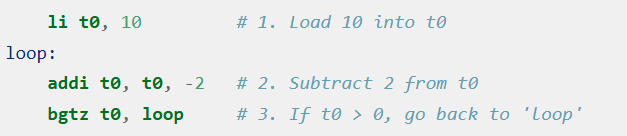 li t0, 10 # 1. Load 10 into t0
loop:
addi t0, t0, -2 # 2. Subtract 2 from t0
bgtz t0, loop # 3. If t0 > 0, go back to 'loop'